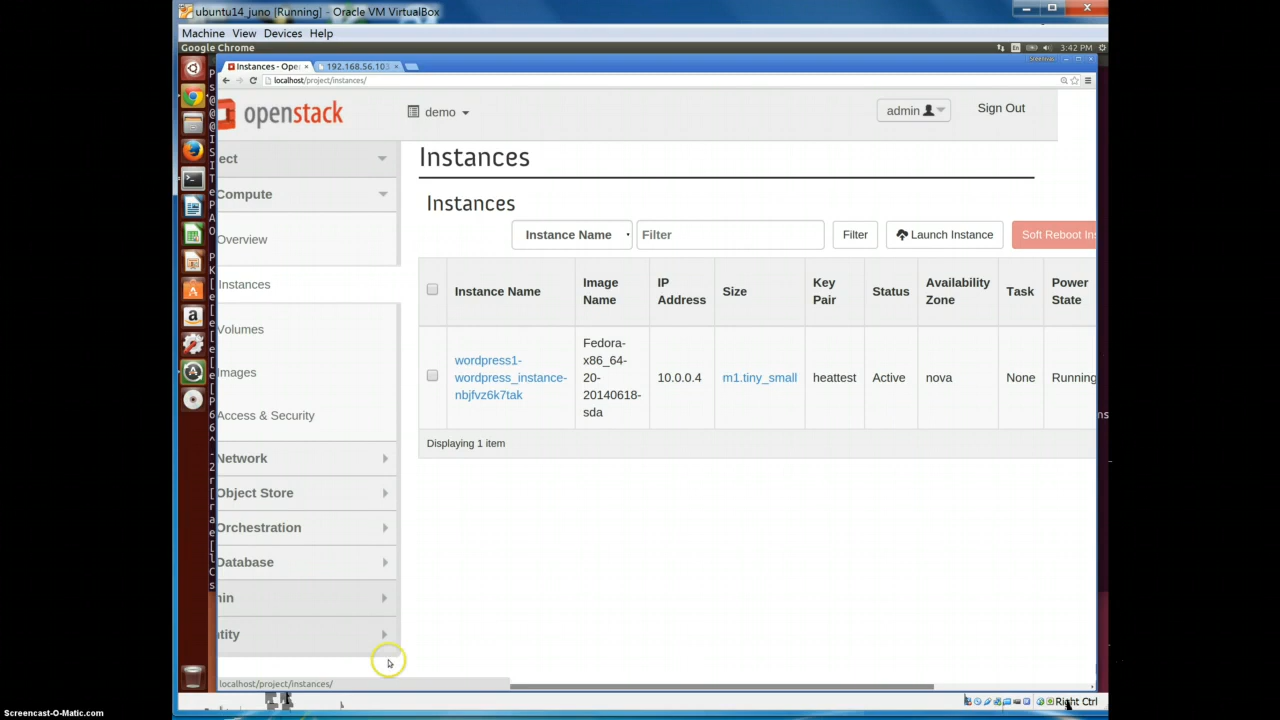 ubuntu14_juno [Running] - Oracle VM VirtualBox
Machine View Devices Help
Google Chrome
En
3:42 PM
Instances - Ope
192.168.56.103
localhost/project/instances/
openstack
demo
admin
Sign Out
ect
Compute
Overview
Instances
Volumes
Images
Access & Security
Network
Object Store
Orchestration
Database
nin
ntity
Instances
Instances
Instance Name
Filter
Filter
Launch Instance
Soft Reboot Ins
Instance Name
Image Name
IP Address
Size
Key Pair
Status
Availability Zone
Task
Power State
wordpress1-
wordpress_instance-
nbjfvz6k7tak
Fedora-
x86_64-
20-
20140618-
sda
10.0.0.4
m1.tiny_small
heattest
Active
nova
None
Running
Displaying 1 item
localhost/project/instances/
Right Ctrl
Screencast-O-Matic.com